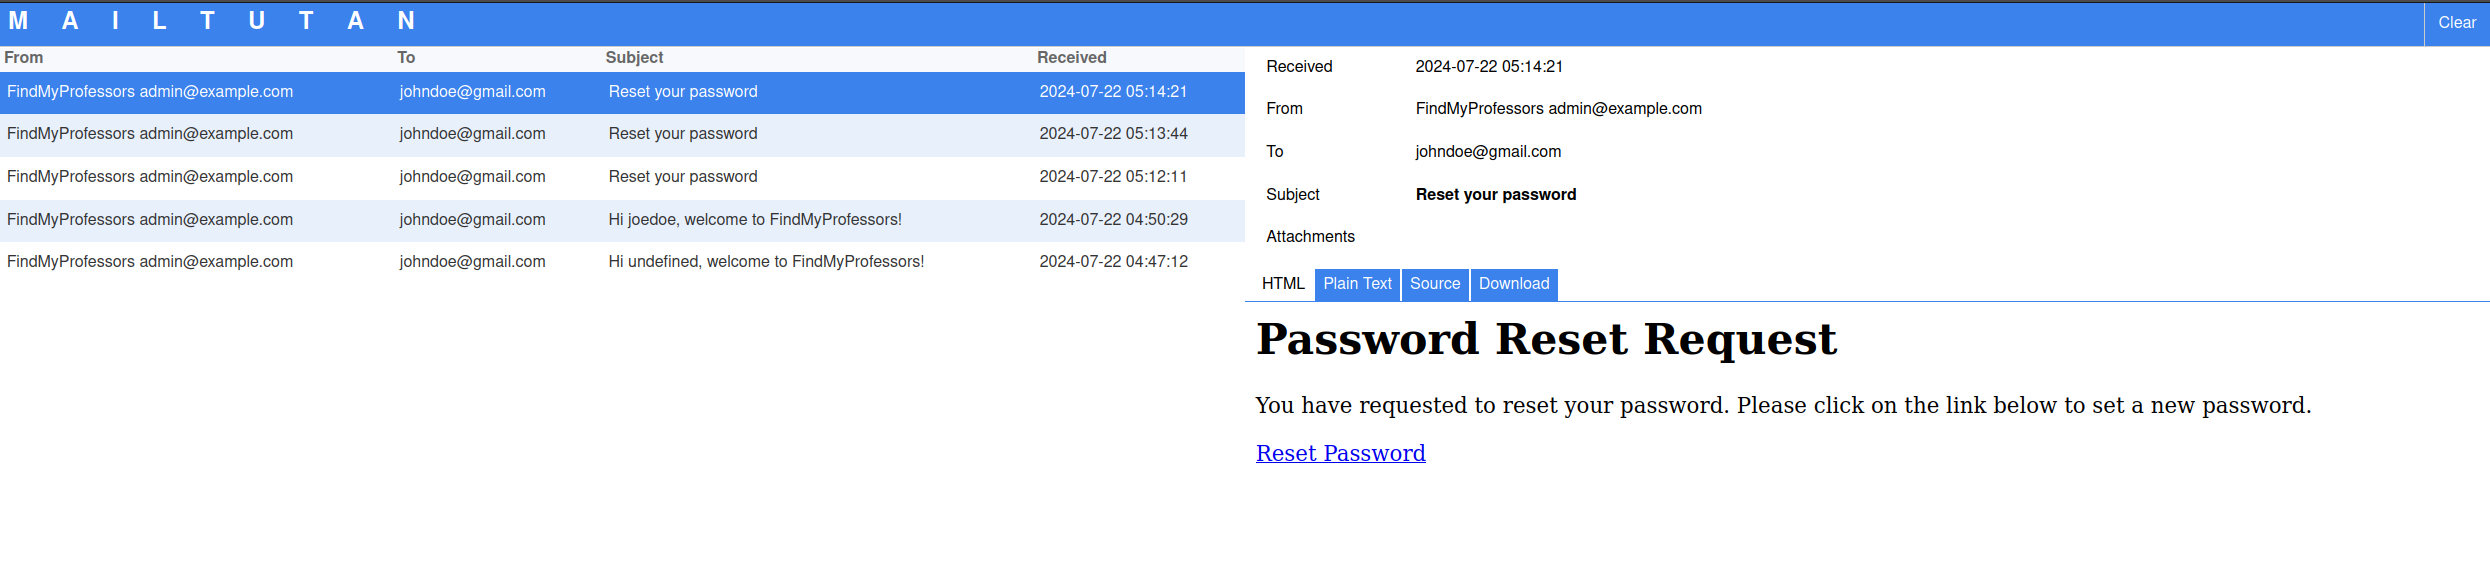 M A I L T U T A N Clear
From To Subject Received
FindMyProfessors admin@example.com johndoe@gmail.com Reset your password 2024-07-22 05:14:21
FindMyProfessors admin@example.com johndoe@gmail.com Reset your password 2024-07-22 05:13:44
FindMyProfessors admin@example.com johndoe@gmail.com Reset your password 2024-07-22 05:12:11
FindMyProfessors admin@example.com johndoe@gmail.com Hi joedoe, welcome to FindMyProfessors! 2024-07-22 04:50:29
FindMyProfessors admin@example.com johndoe@gmail.com Hi undefined, welcome to FindMyProfessors! 2024-07-22 04:47:12
Received 2024-07-22 05:14:21
From FindMyProfessors admin@example.com
To johndoe@gmail.com
Subject Reset your password
Attachments
HTML Plain Text Source Download
Password Reset Request
You have requested to reset your password. Please click on the link below to set a new password.
Reset Password